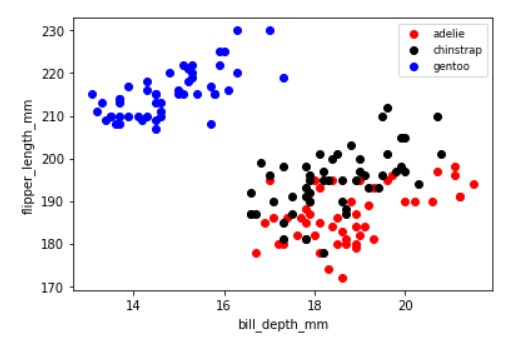 230
220
210
200
190
180
170
flipper_length_mm
adelie
chinstrap
gentoo
14
16
18
20
bill_depth_mm